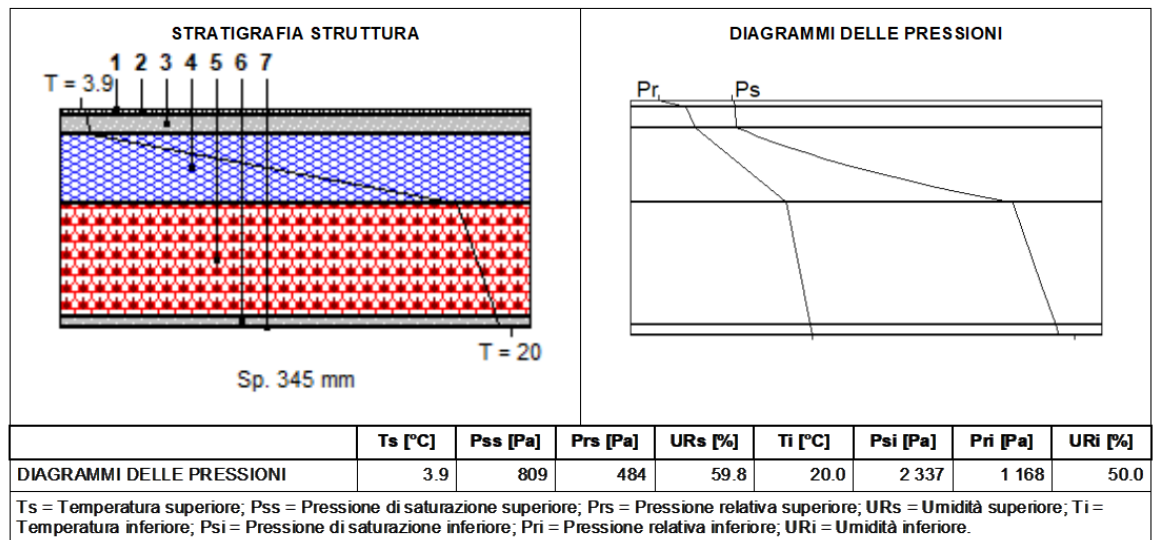 STRATIGRAFIA STRUTTURA
1 2 3 4 5 6 7
T = 3.9
T = 20
Sp. 345 mm
DIAGRAMMI DELLE PRESSIONI
Pr Ps
Ts [°C] Pss [Pa] Prs [Pa] URs [%] Ti [°C] Psi [Pa] Pri [Pa] URi [%]
DIAGRAMMI DELLE PRESSIONI 3.9 809 484 59.8 20.0 2 337 1 168 50.0
Ts = Temperatura superiore; Pss = Pressione di saturazione superiore; Prs = Pressione relativa superiore; URs = Umidità superiore; Ti =
Temperatura inferiore; Psi = Pressione di saturazione inferiore; Pri = Pressione relativa inferiore; URi = Umidità inferiore.